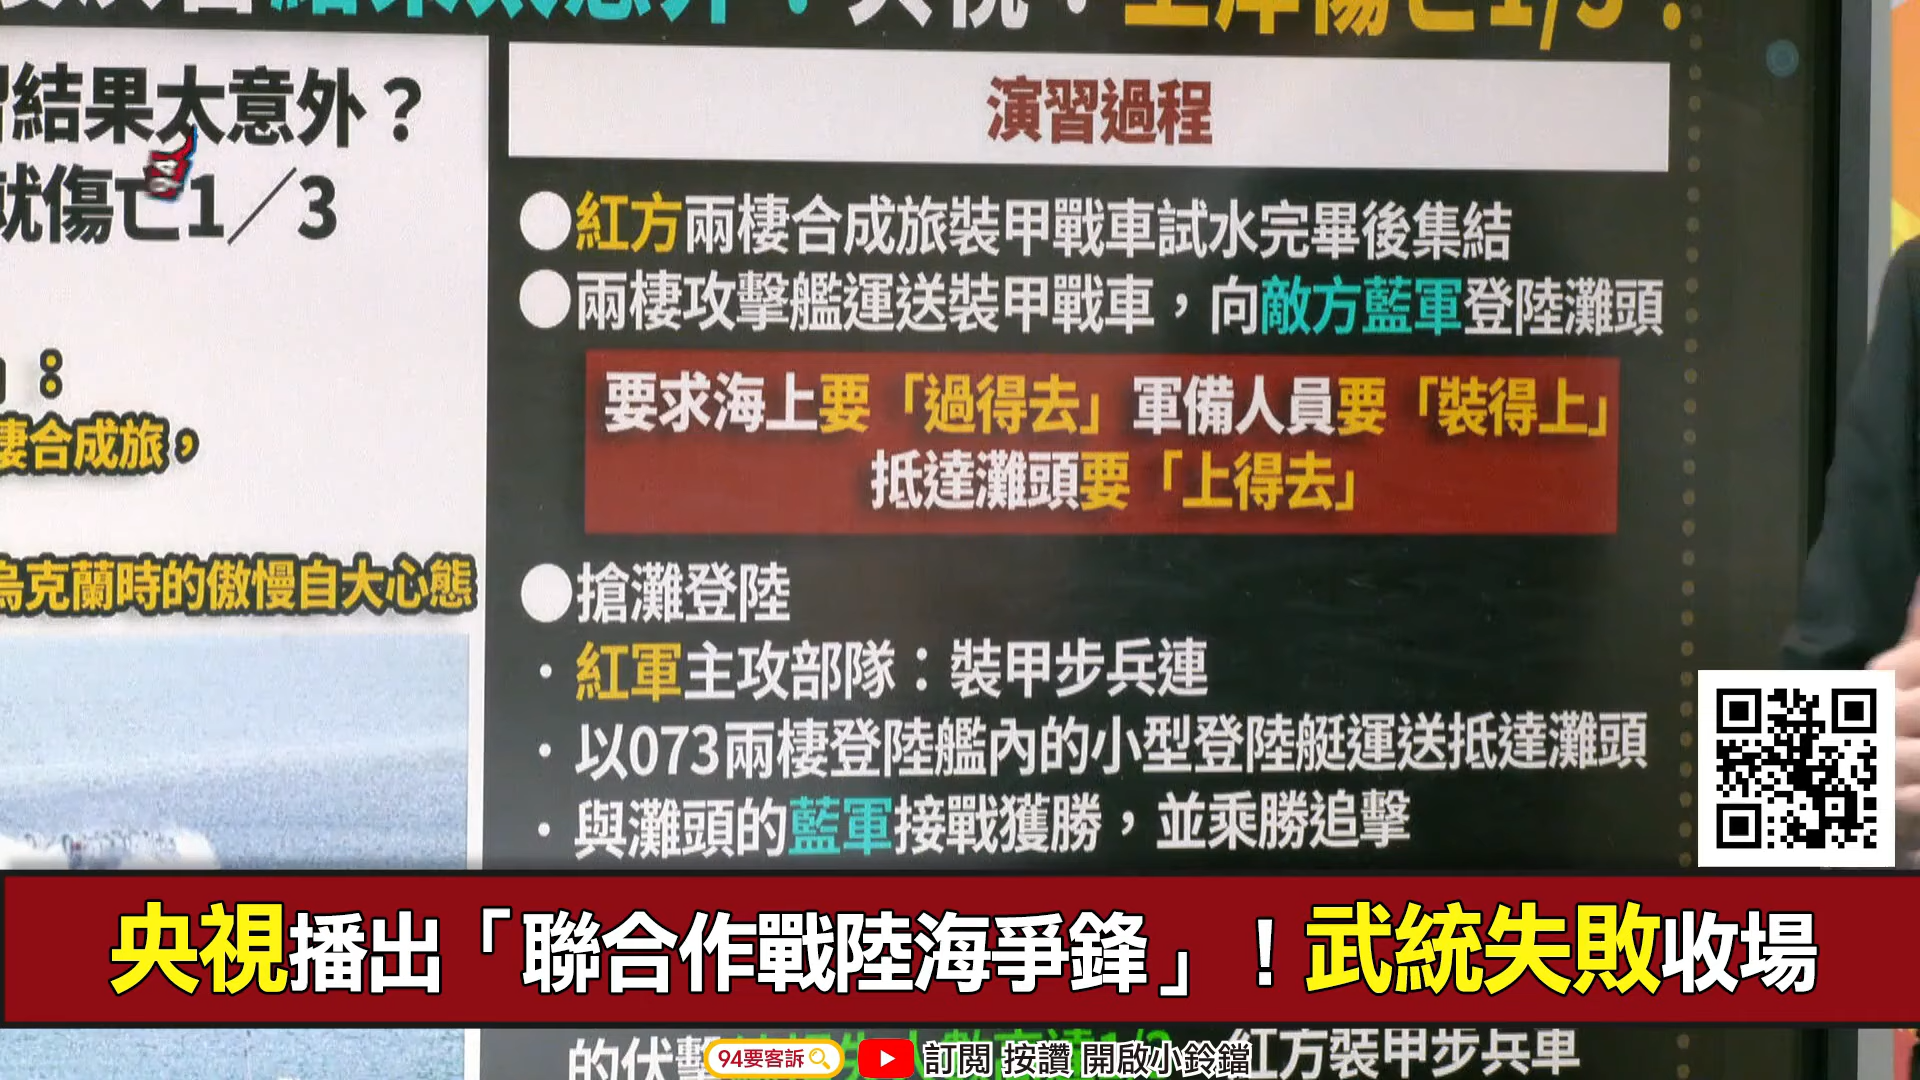 結果太意外？
就傷亡1／3
棲合成旅，
烏克蘭時的傲慢自大心態
演習過程
●紅方兩棲合成旅裝甲戰車試水完畢後集結
●兩棲攻擊艦運送裝甲戰車，向敵方藍軍登陸灘頭
要求海上要「過得去」軍備人員要「裝得上」
抵達灘頭要「上得去」
●搶灘登陸
・紅軍主攻部隊：裝甲步兵連
・以073兩棲登陸艦內的小型登陸艇運送抵達灘頭
・與灘頭的藍軍接戰獲勝，並乘勝追擊
央視播出「聯合作戰陸海爭鋒」！武統失敗收場
的伏擊
紅方裝甲步兵車
94要客訴
訂閱 按讚 開啟小鈴鐺